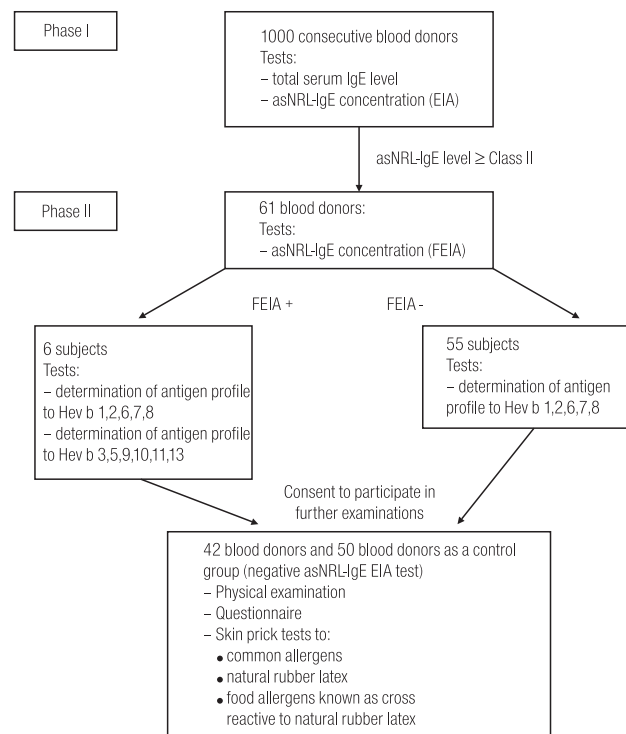 Phase I
1000 consecutive blood donors
Tests:
– total serum IgE level
– asNRL-IgE concentration (EIA)
asNRL-IgE level ≥ Class II
Phase II
61 blood donors:
Tests:
– asNRL-IgE concentration (FEIA)
FEIA +
FEIA -
6 subjects
Tests:
– determination of antigen profile
to Hev b 1,2,6,7,8
– determination of antigen profile
to Hev b 3,5,9,10,11,13
55 subjects
Tests:
– determination of antigen
profile to Hev b 1,2,6,7,8
Consent to participate in
further examinations
42 blood donors and 50 blood donors as a control
group (negative asNRL-IgE EIA test)
– Physical examination
– Questionnaire
– Skin prick tests to:
● common allergens
● natural rubber latex
● food allergens known as cross
reactive to natural rubber latex